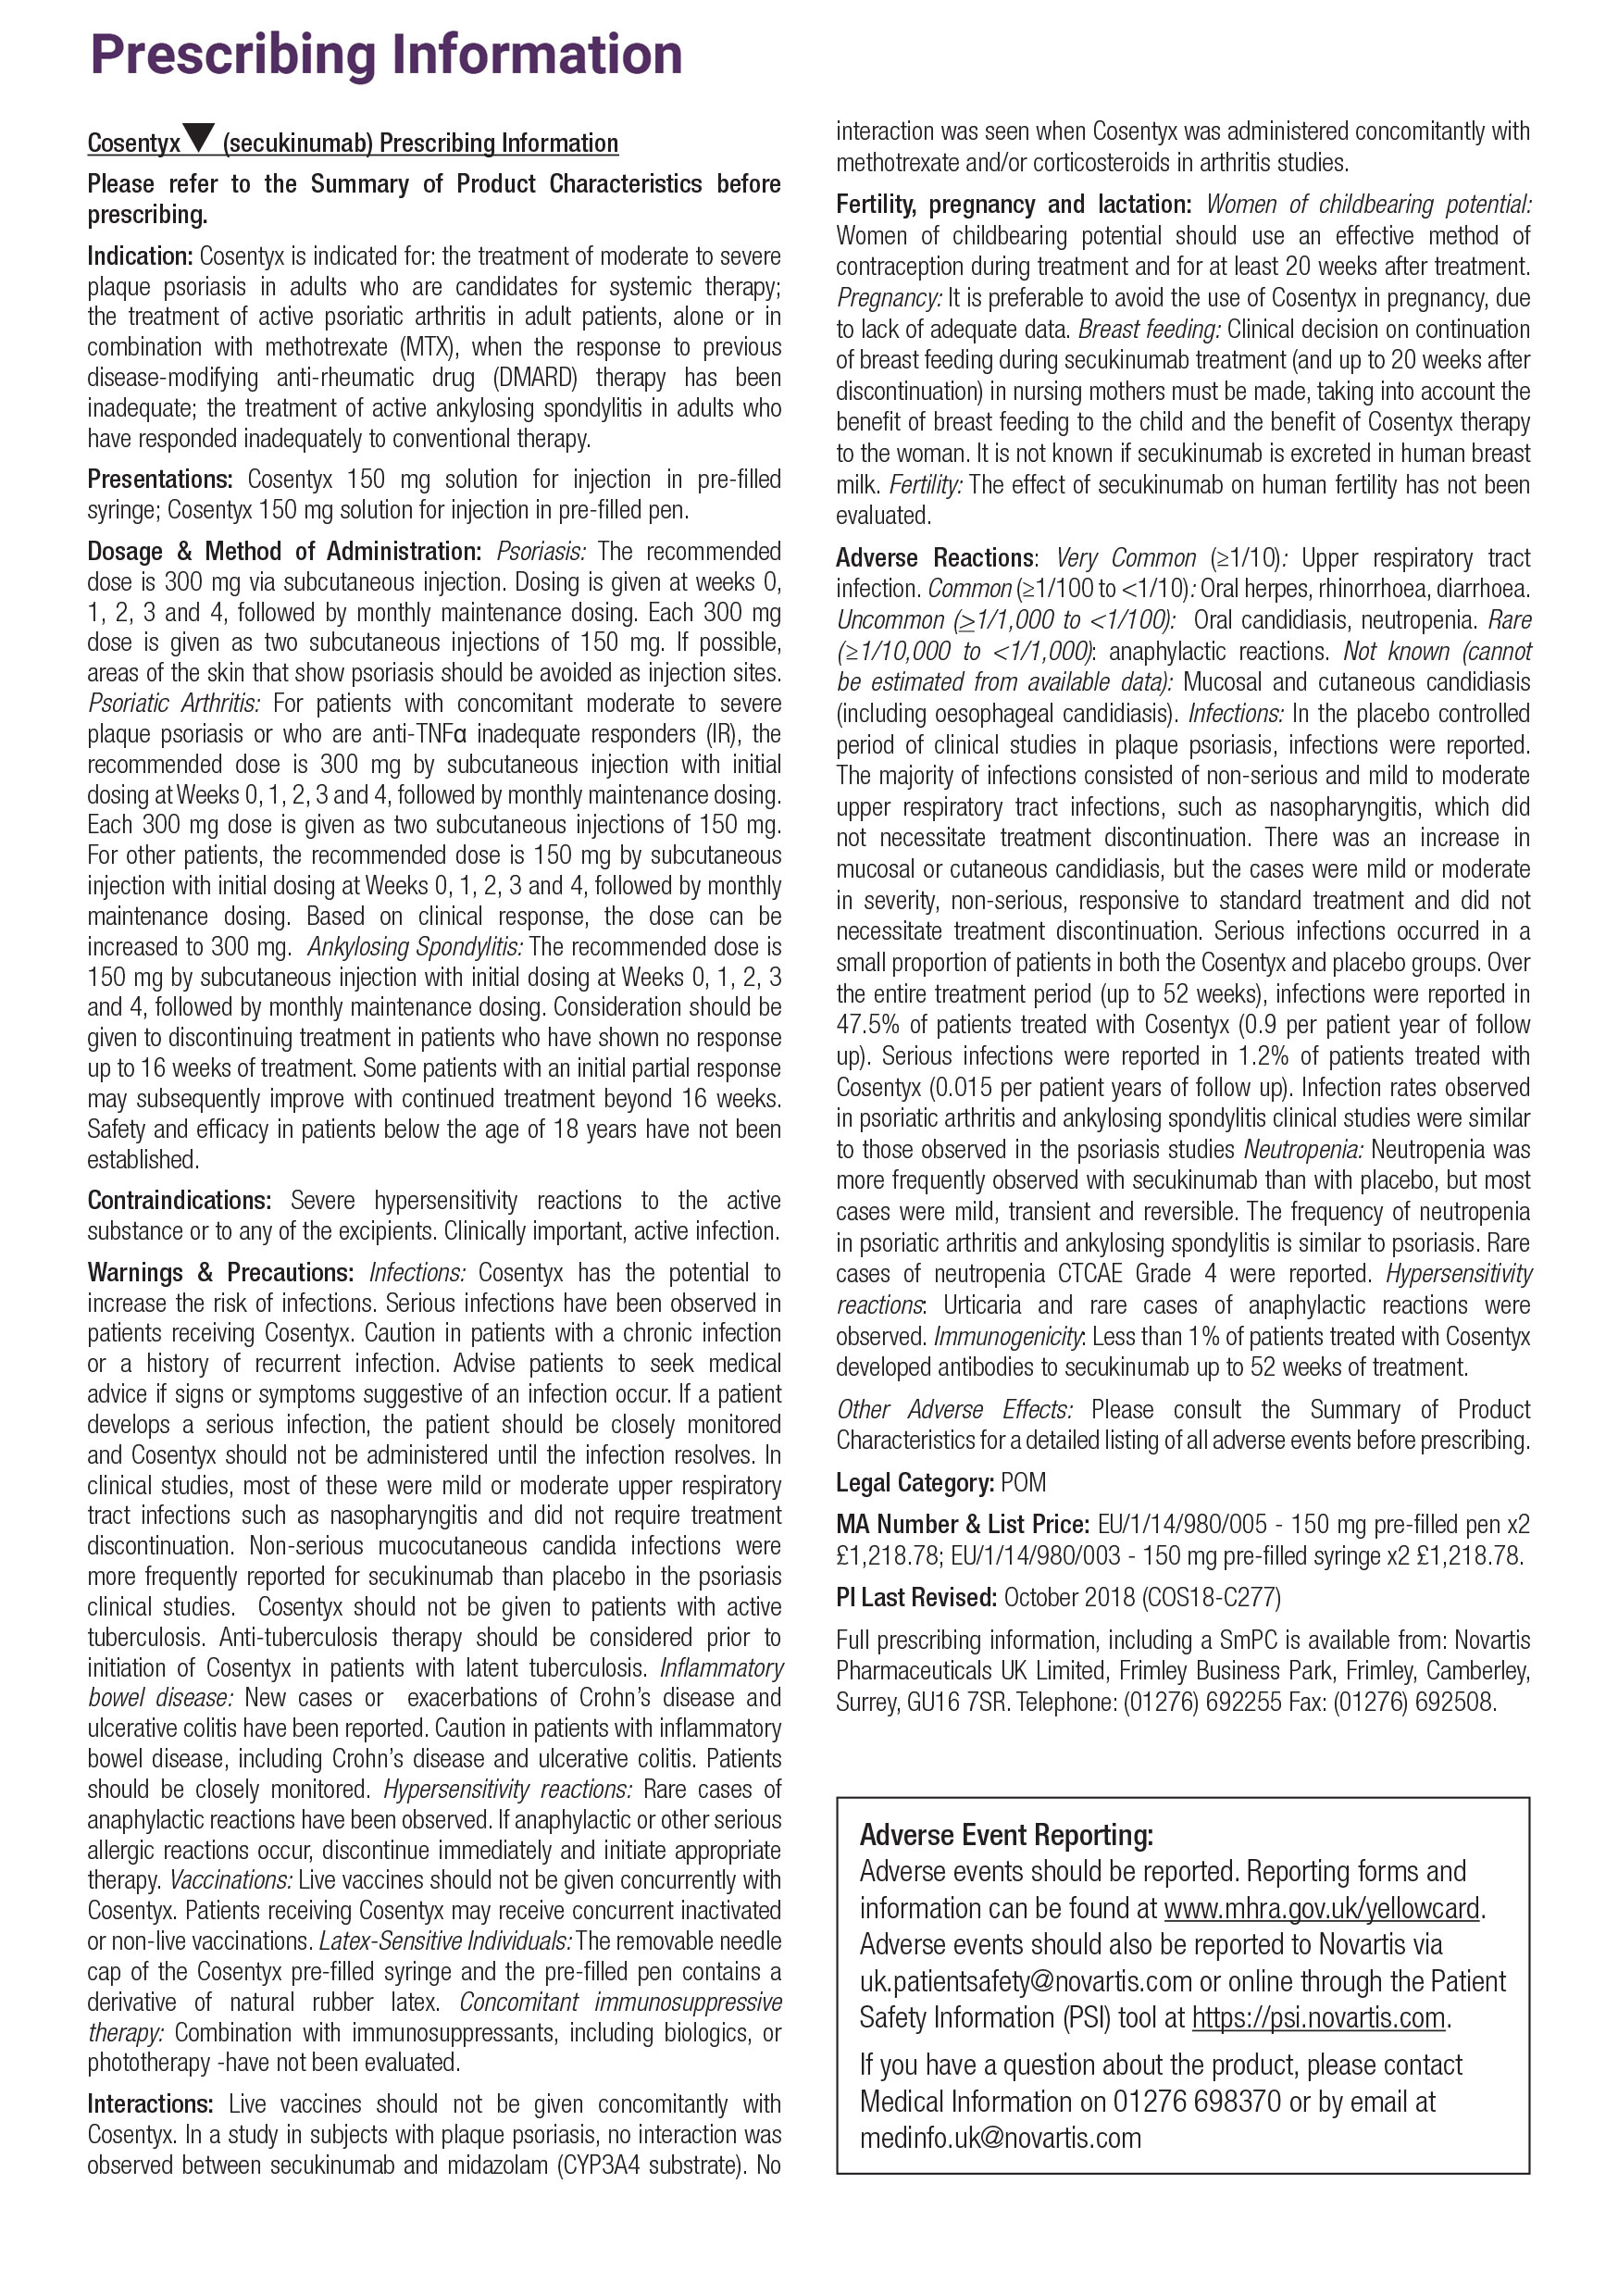 Prescribing Information
Cosentyx▼ (secukinumab) Prescribing Information
Please refer to the Summary of Product Characteristics before
prescribing.
Indication: Cosentyx is indicated for: the treatment of moderate to severe
plaque psoriasis in adults who are candidates for systemic therapy;
the treatment of active psoriatic arthritis in adult patients, alone or in
combination with methotrexate (MTX), when the response to previous
disease-modifying anti-rheumatic drug (DMARD) therapy has been
inadequate; the treatment of active ankylosing spondylitis in adults who
have responded inadequately to conventional therapy.
Presentations: Cosentyx 150 mg solution for injection in pre-filled
syringe; Cosentyx 150 mg solution for injection in pre-filled pen.
Dosage & Method of Administration: Psoriasis: The recommended
dose is 300 mg via subcutaneous injection. Dosing is given at weeks 0,
1, 2, 3 and 4, followed by monthly maintenance dosing. Each 300 mg
dose is given as two subcutaneous injections of 150 mg. If possible,
areas of the skin that show psoriasis should be avoided as injection sites.
Psoriatic Arthritis: For patients with concomitant moderate to severe
plaque psoriasis or who are anti-TNFα inadequate responders (IR), the
recommended dose is 300 mg by subcutaneous injection with initial
dosing at Weeks 0, 1, 2, 3 and 4, followed by monthly maintenance dosing.
Each 300 mg dose is given as two subcutaneous injections of 150 mg.
For other patients, the recommended dose is 150 mg by subcutaneous
injection with initial dosing at Weeks 0, 1, 2, 3 and 4, followed by monthly
maintenance dosing. Based on clinical response, the dose can be
increased to 300 mg. Ankylosing Spondylitis: The recommended dose is
150 mg by subcutaneous injection with initial dosing at Weeks 0, 1, 2, 3
and 4, followed by monthly maintenance dosing. Consideration should be
given to discontinuing treatment in patients who have shown no response
up to 16 weeks of treatment. Some patients with an initial partial response
may subsequently improve with continued treatment beyond 16 weeks.
Safety and efficacy in patients below the age of 18 years have not been
established.
Contraindications: Severe hypersensitivity reactions to the active
substance or to any of the excipients. Clinically important, active infection.
Warnings & Precautions: Infections: Cosentyx has the potential to
increase the risk of infections. Serious infections have been observed in
patients receiving Cosentyx. Caution in patients with a chronic infection
or a history of recurrent infection. Advise patients to seek medical
advice if signs or symptoms suggestive of an infection occur. If a patient
develops a serious infection, the patient should be closely monitored
and Cosentyx should not be administered until the infection resolves. In
clinical studies, most of these were mild or moderate upper respiratory
tract infections such as nasopharyngitis and did not require treatment
discontinuation. Non-serious mucocutaneous candida infections were
more frequently reported for secukinumab than placebo in the psoriasis
clinical studies. Cosentyx should not be given to patients with active
tuberculosis. Anti-tuberculosis therapy should be considered prior to
initiation of Cosentyx in patients with latent tuberculosis. Inflammatory
bowel disease: New cases or exacerbations of Crohn’s disease and
ulcerative colitis have been reported. Caution in patients with inflammatory
bowel disease, including Crohn’s disease and ulcerative colitis. Patients
should be closely monitored. Hypersensitivity reactions: Rare cases of
anaphylactic reactions have been observed. If anaphylactic or other serious
allergic reactions occur, discontinue immediately and initiate appropriate
therapy. Vaccinations: Live vaccines should not be given concurrently with
Cosentyx. Patients receiving Cosentyx may receive concurrent inactivated
or non-live vaccinations. Latex-Sensitive Individuals: The removable needle
cap of the Cosentyx pre-filled syringe and the pre-filled pen contains a
derivative of natural rubber latex. Concomitant immunosuppressive
therapy: Combination with immunosuppressants, including biologics, or
phototherapy -have not been evaluated.
Interactions: Live vaccines should not be given concomitantly with
Cosentyx. In a study in subjects with plaque psoriasis, no interaction was
observed between secukinumab and midazolam (CYP3A4 substrate). No
interaction was seen when Cosentyx was administered concomitantly with
methotrexate and/or corticosteroids in arthritis studies.
Fertility, pregnancy and lactation: Women of childbearing potential:
Women of childbearing potential should use an effective method of
contraception during treatment and for at least 20 weeks after treatment.
Pregnancy: It is preferable to avoid the use of Cosentyx in pregnancy, due
to lack of adequate data. Breast feeding: Clinical decision on continuation
of breast feeding during secukinumab treatment (and up to 20 weeks after
discontinuation) in nursing mothers must be made, taking into account the
benefit of breast feeding to the child and the benefit of Cosentyx therapy
to the woman. It is not known if secukinumab is excreted in human breast
milk. Fertility: The effect of secukinumab on human fertility has not been
evaluated.
Adverse Reactions: Very Common (≥1/10): Upper respiratory tract
infection. Common (≥1/100 to <1/10): Oral herpes, rhinorrhoea, diarrhoea.
Uncommon (≥1/1,000 to <1/100): Oral candidiasis, neutropenia. Rare
(≥1/10,000 to <1/1,000): anaphylactic reactions. Not known (cannot
be estimated from available data): Mucosal and cutaneous candidiasis
(including oesophageal candidiasis). Infections: In the placebo controlled
period of clinical studies in plaque psoriasis, infections were reported.
The majority of infections consisted of non-serious and mild to moderate
upper respiratory tract infections, such as nasopharyngitis, which did
not necessitate treatment discontinuation. There was an increase in
mucosal or cutaneous candidiasis, but the cases were mild or moderate
in severity, non-serious, responsive to standard treatment and did not
necessitate treatment discontinuation. Serious infections occurred in a
small proportion of patients in both the Cosentyx and placebo groups. Over
the entire treatment period (up to 52 weeks), infections were reported in
47.5% of patients treated with Cosentyx (0.9 per patient year of follow
up). Serious infections were reported in 1.2% of patients treated with
Cosentyx (0.015 per patient years of follow up). Infection rates observed
in psoriatic arthritis and ankylosing spondylitis clinical studies were similar
to those observed in the psoriasis studies Neutropenia: Neutropenia was
more frequently observed with secukinumab than with placebo, but most
cases were mild, transient and reversible. The frequency of neutropenia
in psoriatic arthritis and ankylosing spondylitis is similar to psoriasis. Rare
cases of neutropenia CTCAE Grade 4 were reported. Hypersensitivity
reactions: Urticaria and rare cases of anaphylactic reactions were
observed. Immunogenicity: Less than 1% of patients treated with Cosentyx
developed antibodies to secukinumab up to 52 weeks of treatment.
Other Adverse Effects: Please consult the Summary of Product
Characteristics for a detailed listing of all adverse events before prescribing.
Legal Category: POM
MA Number & List Price: EU/1/14/980/005 - 150 mg pre-filled pen x2
£1,218.78; EU/1/14/980/003 - 150 mg pre-filled syringe x2 £1,218.78.
PI Last Revised: October 2018 (COS18-C277)
Full prescribing information, including a SmPC is available from: Novartis
Pharmaceuticals UK Limited, Frimley Business Park, Frimley, Camberley,
Surrey, GU16 7SR. Telephone: (01276) 692255 Fax: (01276) 692508.
Adverse Event Reporting:
Adverse events should be reported. Reporting forms and
information can be found at www.mhra.gov.uk/yellowcard.
Adverse events should also be reported to Novartis via
uk.patientsafety@novartis.com or online through the Patient
Safety Information (PSI) tool at https://psi.novartis.com.
If you have a question about the product, please contact
Medical Information on 01276 698370 or by email at
medinfo.uk@novartis.com